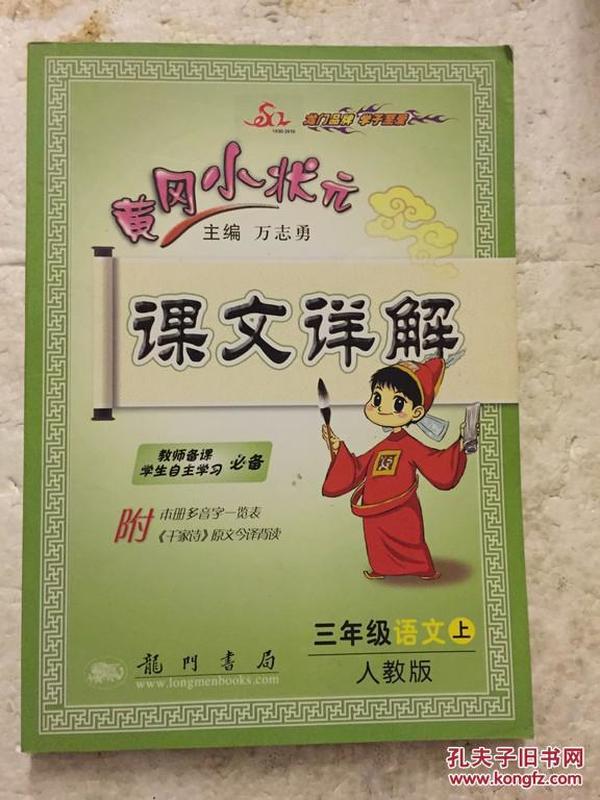 1930-2010
龙门品牌 学子至爱
黄冈小状元
主编 万志勇
课文详解
教师备课
学生自主学习 必备
附 本册多音字一览表
《千家诗》原文今译背读
三年级语文上
人教版
龍門書局
www.longmenbooks.com
孔夫子旧书网
www.kongfz.com